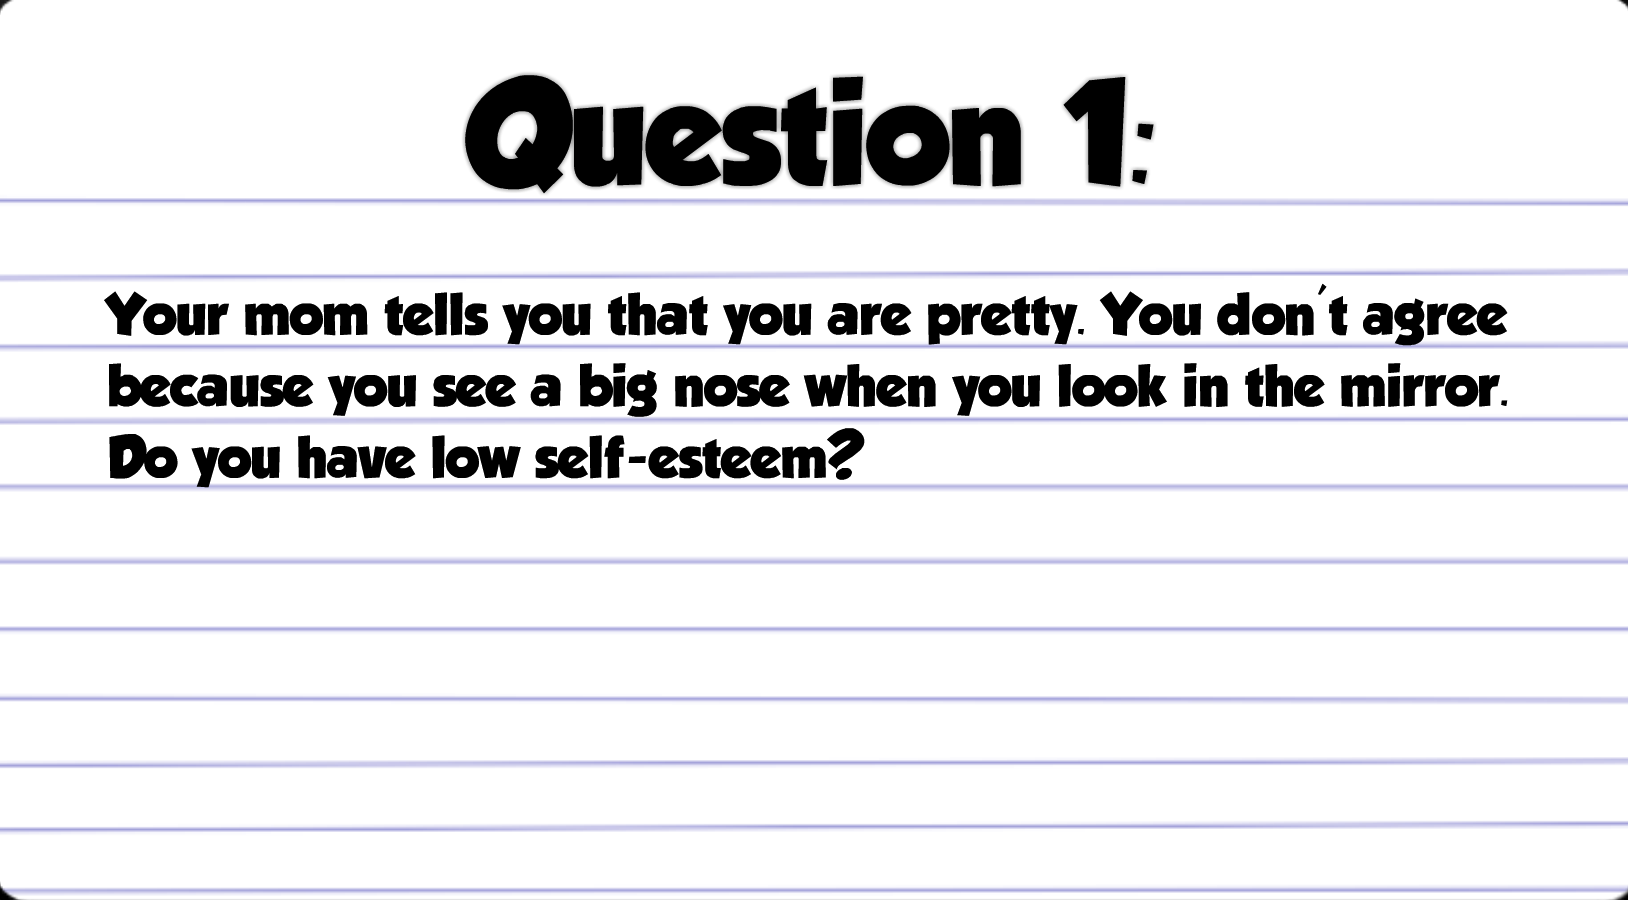 Question 1:
Your mom tells you that you are pretty. You don't agree
because you see a big nose when you look in the mirror.
Do you have low self-esteem?